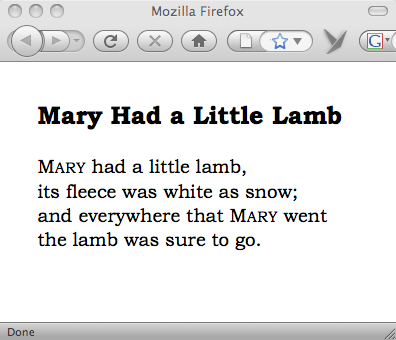 Mozilla Firefox
G
Mary Had a Little Lamb
MARY had a little lamb,
its fleece was white as snow;
and everywhere that MARY went
the lamb was sure to go.
Done